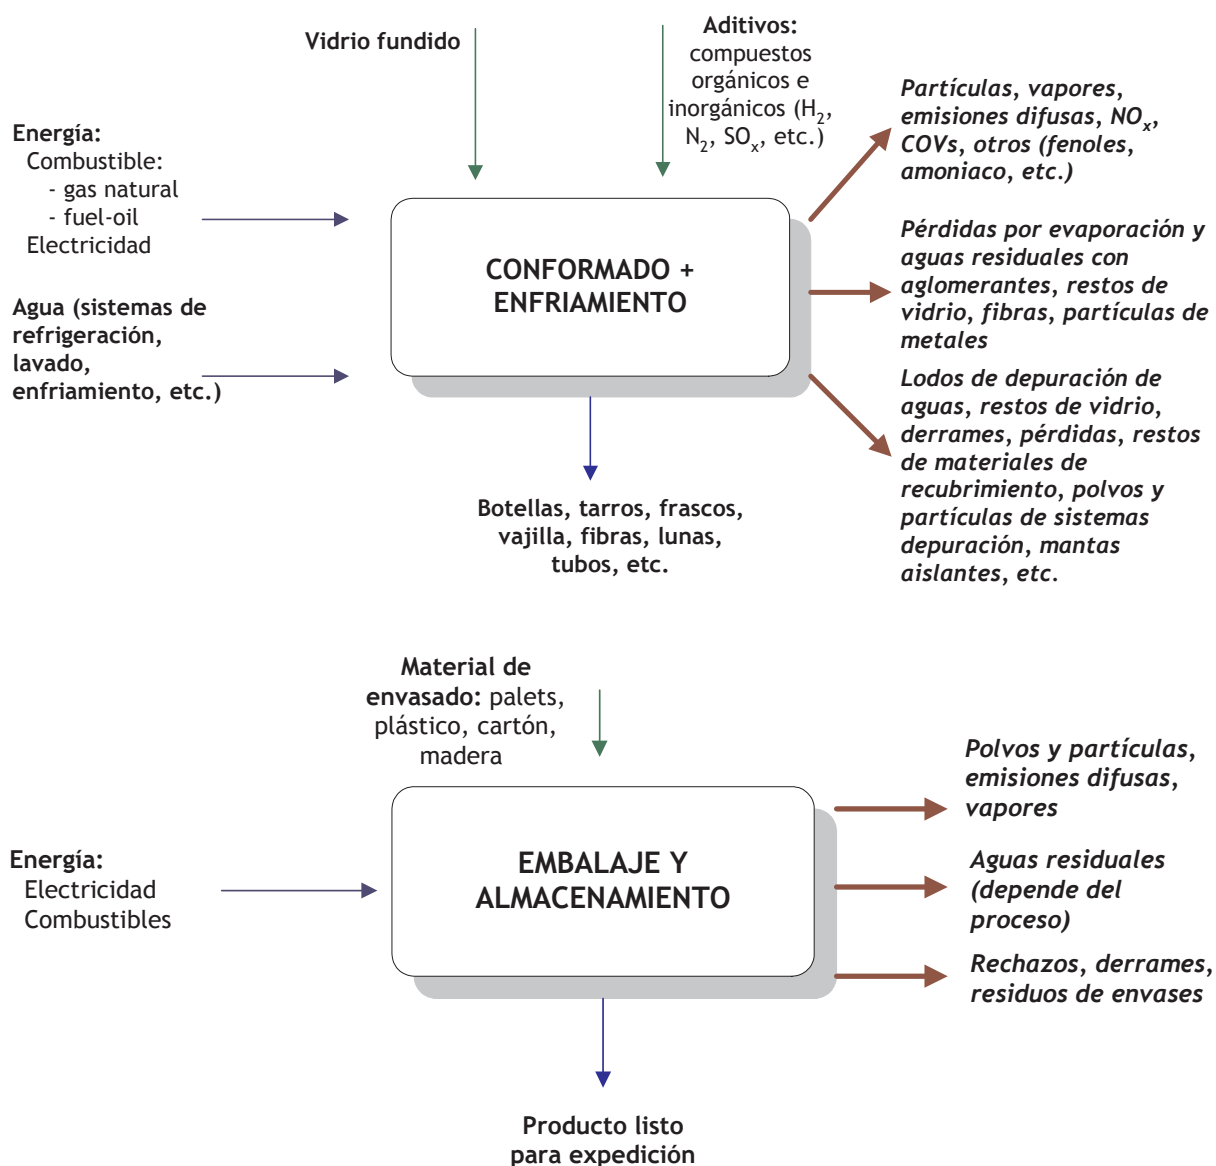 Vidrio fundido
Aditivos:
compuestos
orgánicos e
inorgánicos (H₂,
N₂, SOₓ, etc.)
Energía:
Combustible:
- gas natural
- fuel-oil
Electricidad
Agua (sistemas de
refrigeración,
lavado,
enfriamiento, etc.)
CONFORMADO +
ENFRIAMIENTO
Partículas, vapores,
emisiones difusas, NOₓ,
COVs, otros (fenoles,
amoniaco, etc.)
Pérdidas por evaporación y
aguas residuales con
aglomerantes, restos de
vidrio, fibras, partículas de
metales
Lodos de depuración de
aguas, restos de vidrio,
derrames, pérdidas, restos
de materiales de
recubrimiento, polvos y
partículas de sistemas
depuración, mantas
aislantes, etc.
Botellas, tarros, frascos,
vajilla, fibras, lunas,
tubos, etc.
Material de
envasado: palets,
plástico, cartón,
madera
Energía:
Electricidad
Combustibles
EMBALAJE Y
ALMACENAMIENTO
Polvos y partículas,
emisiones difusas,
vapores
Aguas residuales
(depende del
proceso)
Rechazos, derrames,
residuos de envases
Producto listo
para expedición